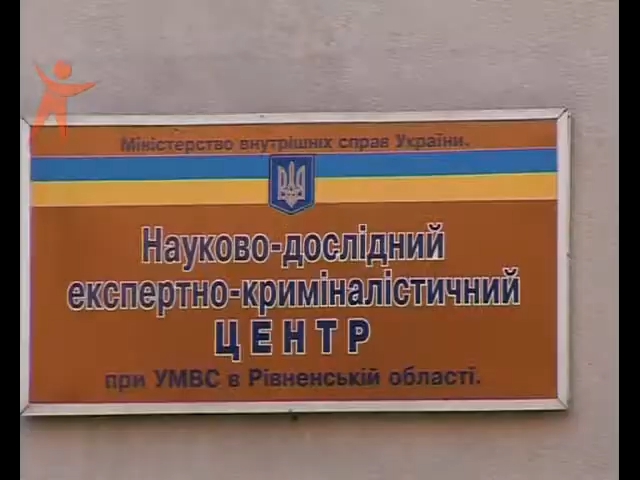 Міністерство внутрішніх справ України.
Науково-дослідний
експертно-криміналістичний
ЦЕНТР
при УМВС в Рівненській області.